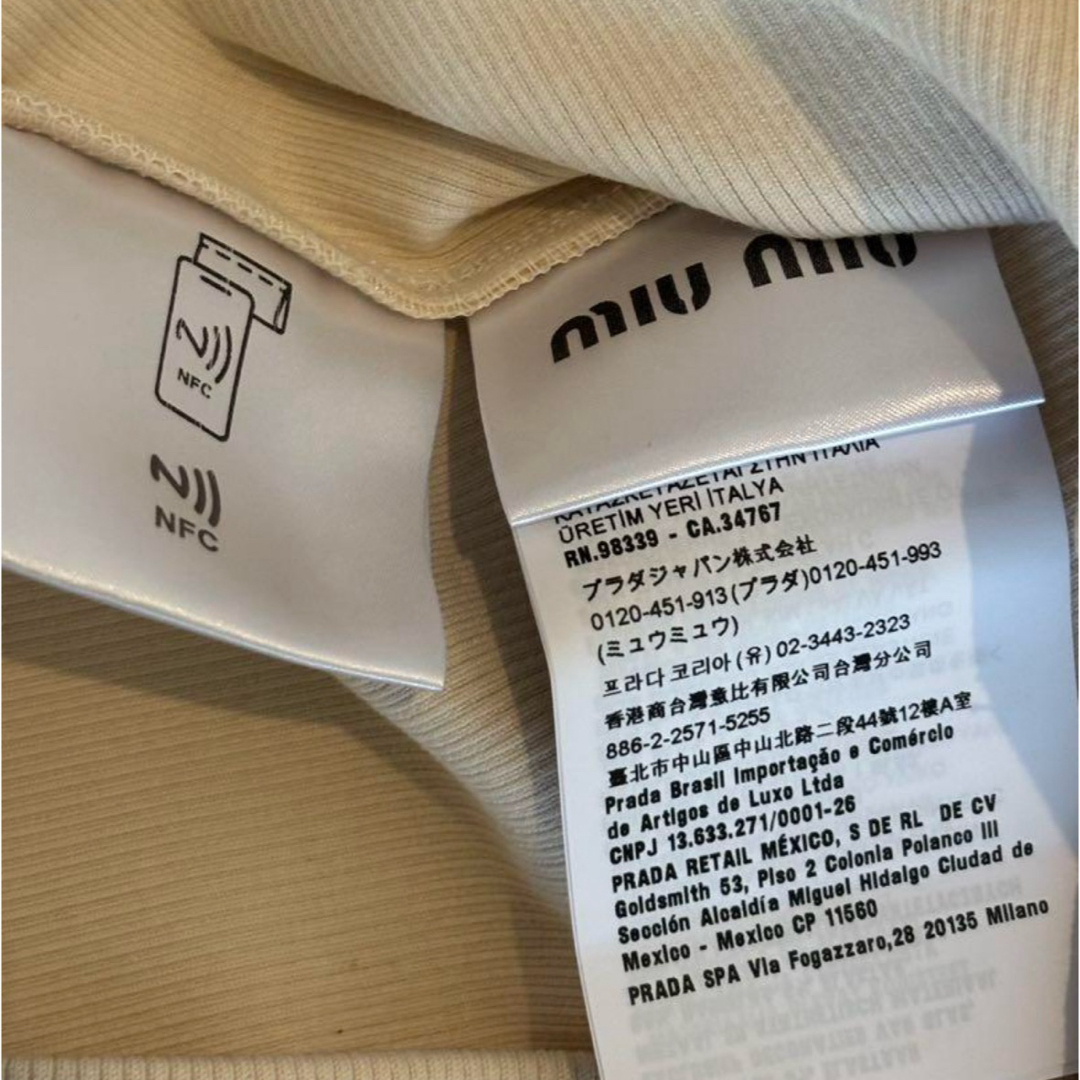 NFC
NFC
miu miu
ÜRETİM YERİ İTALYA
RN.98339 - CA.34767
プラダジャパン株式会社
0120-451-913(プラダ)0120-451-993
(ミュウミュウ)
프라다 코리아 (유) 02-3443-2323
香港商台灣意比有限公司台灣分公司
886-2-2571-5255
臺北市中山區中山北路二段44號12樓A室
Prada Brasil Importação e Comércio
de Artigos de Luxo Ltda
CNPJ 13.633.271/0001-26
PRADA RETAIL MÉXICO, S DE RL DE CV
Goldsmith 53, Piso 2 Colonia Polanco III
Sección Alcaldía Miguel Hidalgo Ciudad de
Mexico - Mexico CP 11560
PRADA SPA Via Fogazzaro,28 20135 Milano